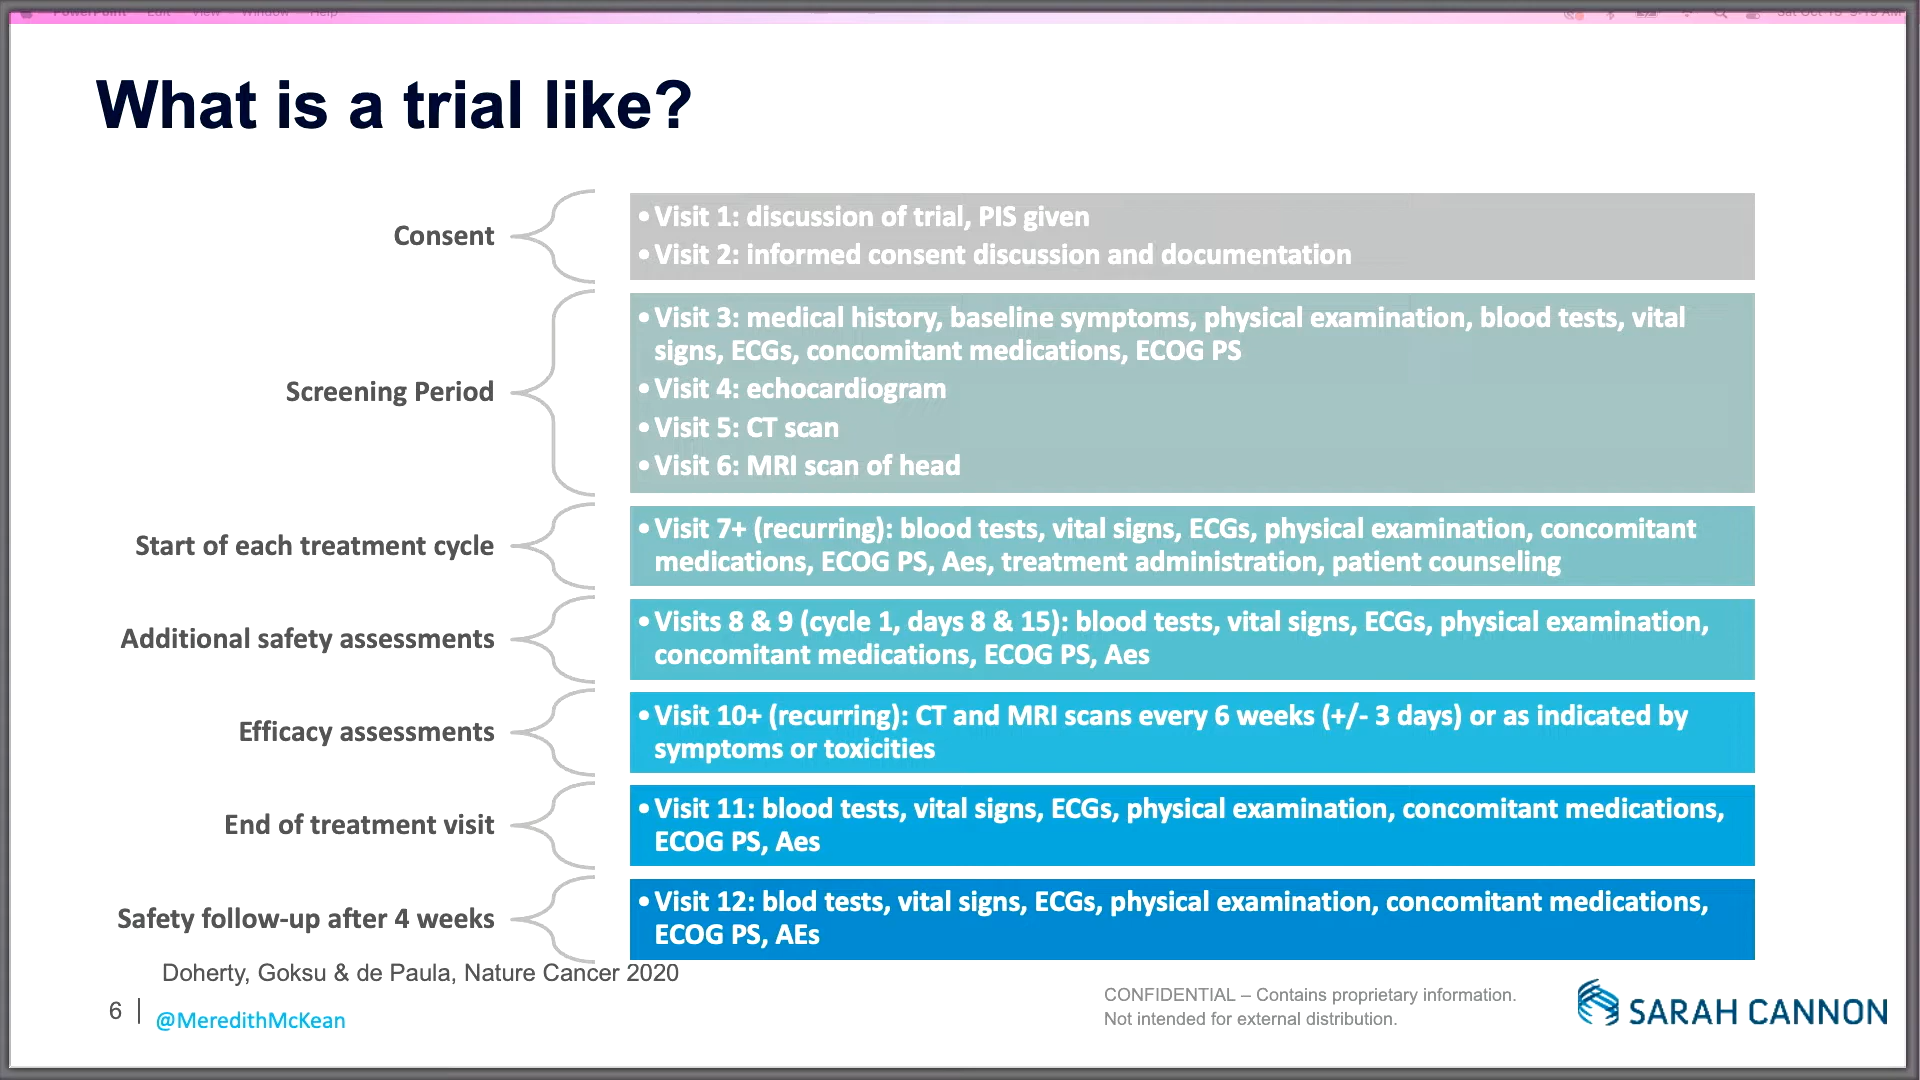 PowerPoint Edit View Window Help
What is a trial like?
Consent
• Visit 1: discussion of trial, PIS given
• Visit 2: informed consent discussion and documentation
Screening Period
• Visit 3: medical history, baseline symptoms, physical examination, blood tests, vital
signs, ECGs, concomitant medications, ECOG PS
• Visit 4: echocardiogram
• Visit 5: CT scan
• Visit 6: MRI scan of head
Start of each treatment cycle
• Visit 7+ (recurring): blood tests, vital signs, ECGs, physical examination, concomitant
medications, ECOG PS, Aes, treatment administration, patient counseling
Additional safety assessments
• Visits 8 & 9 (cycle 1, days 8 & 15): blood tests, vital signs, ECGs, physical examination,
concomitant medications, ECOG PS, Aes
Efficacy assessments
• Visit 10+ (recurring): CT and MRI scans every 6 weeks (+/- 3 days) or as indicated by
symptoms or toxicities
End of treatment visit
• Visit 11: blood tests, vital signs, ECGs, physical examination, concomitant medications,
ECOG PS, Aes
Safety follow-up after 4 weeks
• Visit 12: blod tests, vital signs, ECGs, physical examination, concomitant medications,
ECOG PS, AEs
Doherty, Goksu & de Paula, Nature Cancer 2020
6
@MeredithMcKean
CONFIDENTIAL – Contains proprietary information.
Not intended for external distribution.
SARAH CANNON